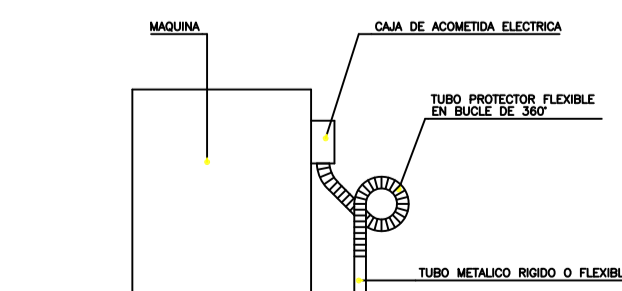 MAQUINA
CAJA DE ACOMETIDA ELECTRICA
TUBO PROTECTOR FLEXIBLE
EN BUCLE DE 360°
TUBO METALICO RIGIDO O FLEXIBL